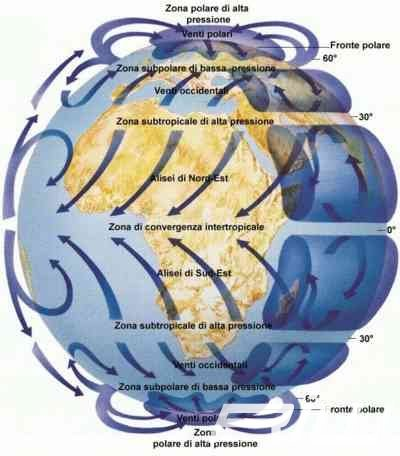 Zona polare di alta
pressione
Venti polari
Fronte polare
60°
Zona subpolare di bassa pressione
Venti occidentali
30°
Zona subtropicale di alta pressione
Alisei di Nord-Est
Zona di convergenza intertropicale
0°
Alisei di Sud-Est
Zona subtropicale di alta pressione
30°
Venti occidentali
Zona subpolare di bassa pressione
polare
Venti
polare di alta pressione